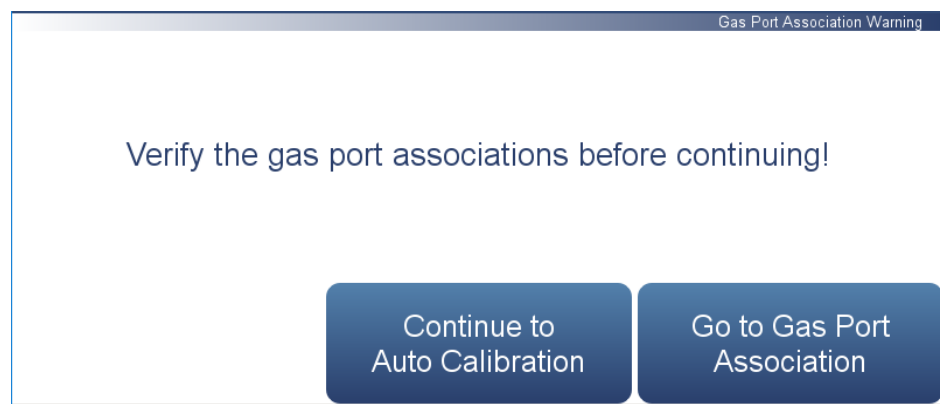 Gas Port Association Warning
Verify the gas port associations before continuing!
Continue to
Auto Calibration
Go to Gas Port
Association